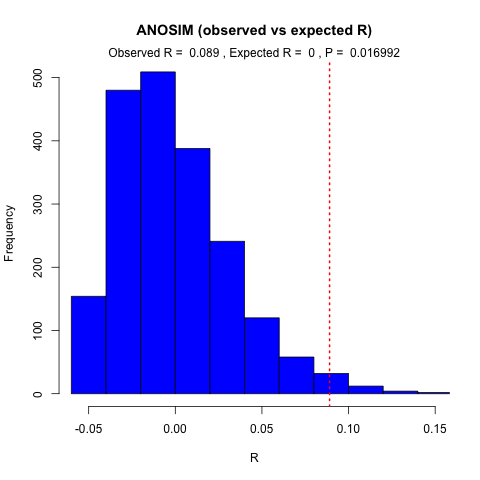 ANOSIM (observed vs expected R)
Observed R = 0.089 , Expected R = 0 , P = 0.016992
500
400
300
200
100
0
Frequency
-0.05 0.00 0.05 0.10 0.15
R